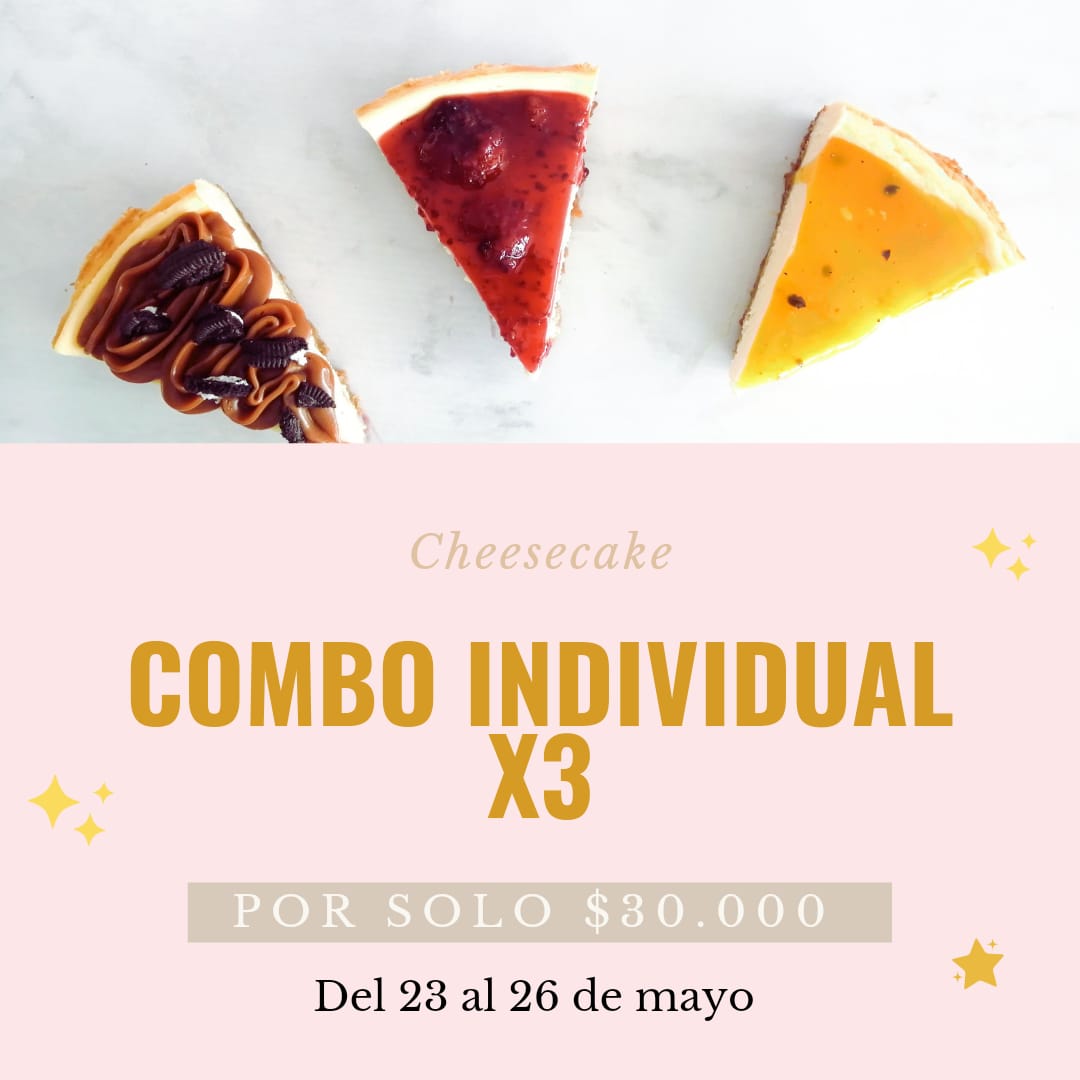 Cheesecake
COMBO INDIVIDUAL
X3
POR SOLO $30.000
Del 23 al 26 de mayo